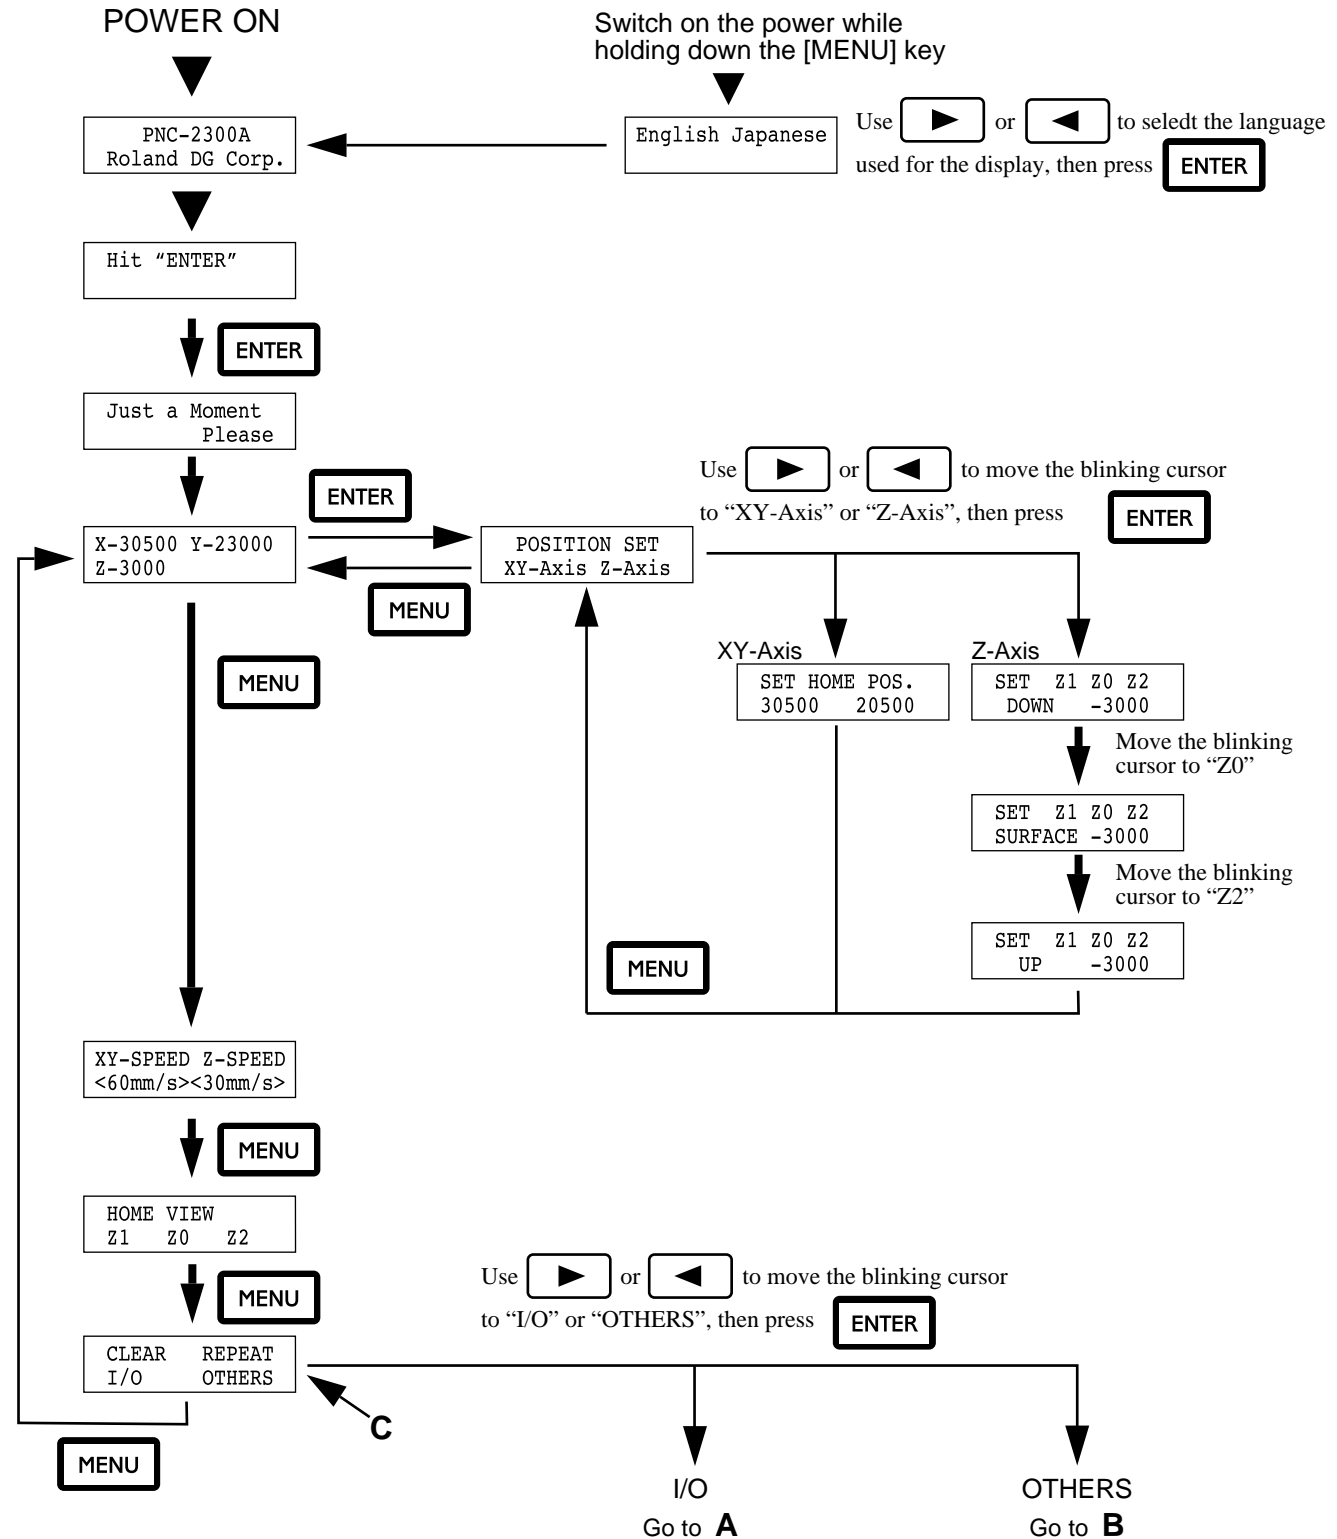 POWER ON
Switch on the power while
holding down the [MENU] key
PNC-2300A
Roland DG Corp.
English Japanese
Use or to seledt the language
used for the display, then press ENTER
Hit “ENTER”
ENTER
Just a Moment
Please
ENTER
Use or to move the blinking cursor
to “XY-Axis” or “Z-Axis”, then press ENTER
X-30500 Y-23000
Z-3000
POSITION SET
XY-Axis Z-Axis
MENU
MENU
XY-Axis
SET HOME POS.
30500 20500
Z-Axis
SET Z1 Z0 Z2
DOWN -3000
Move the blinking
cursor to “Z0”
SET Z1 Z0 Z2
SURFACE -3000
Move the blinking
cursor to “Z2”
SET Z1 Z0 Z2
UP -3000
MENU
XY-SPEED Z-SPEED
<60mm/s><30mm/s>
MENU
HOME VIEW
Z1 Z0 Z2
MENU
Use or to move the blinking cursor
to “I/O” or “OTHERS”, then press ENTER
CLEAR REPEAT
I/O OTHERS
C
MENU
I/O
Go to A
OTHERS
Go to B